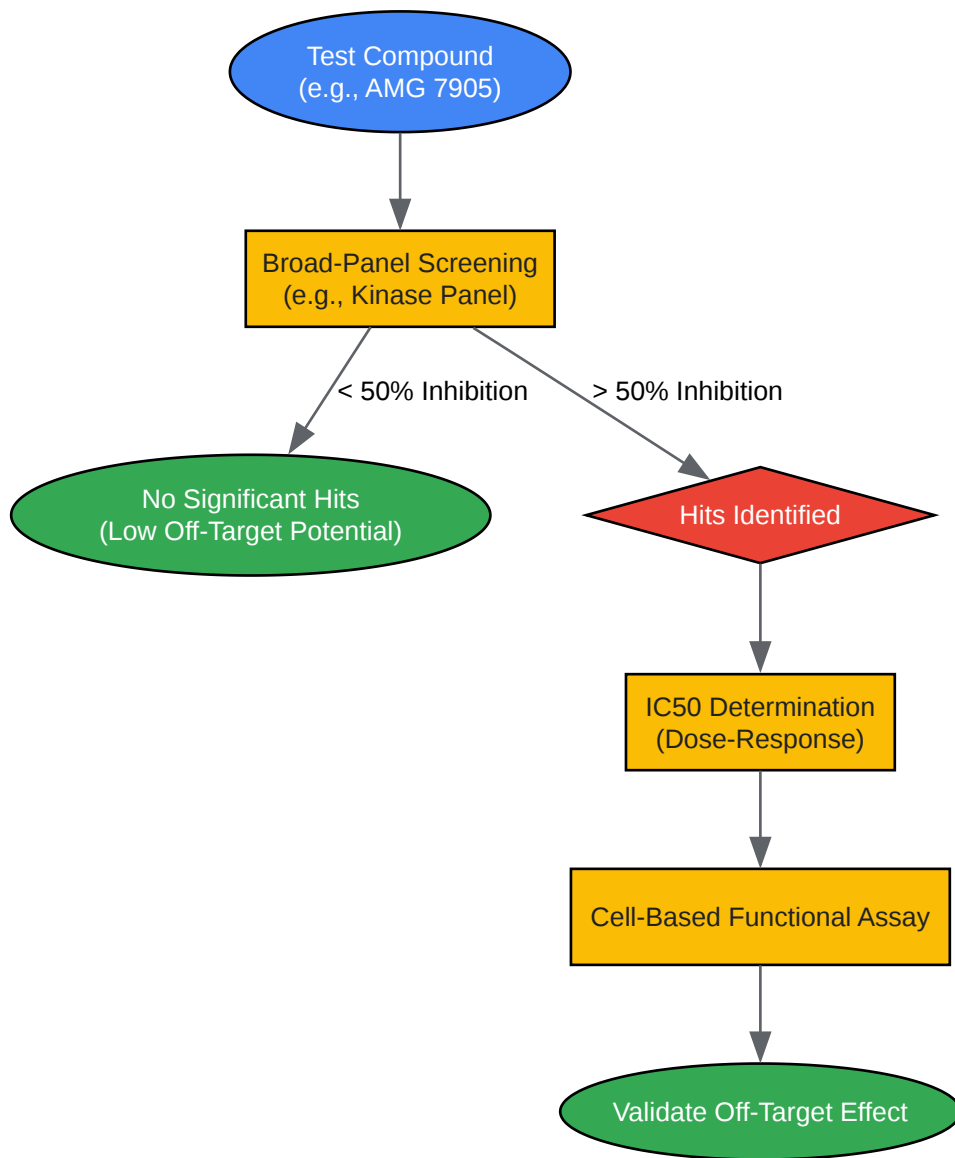 Test Compound
(e.g., AMG 7905)
Broad-Panel Screening
(e.g., Kinase Panel)
< 50% Inhibition
> 50% Inhibition
No Significant Hits
(Low Off-Target Potential)
Hits Identified
IC50 Determination
(Dose-Response)
Cell-Based Functional Assay
Validate Off-Target Effect